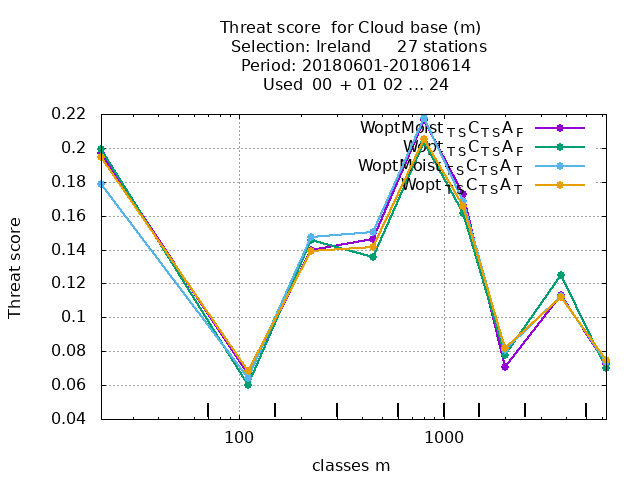 Threat score  for Cloud base (m)
Selection: Ireland     27 stations
Period: 20180601-20180614
Used  00 + 01 02 ... 24
0.22
0.2
0.18
0.16
0.14
0.12
0.1
0.08
0.06
0.04
Threat score
WoptMoist TS C TS A F
Wopt TS C TS A F
WoptMoist TS C TS A T
Wopt TS C TS A T
100
1000
classes m